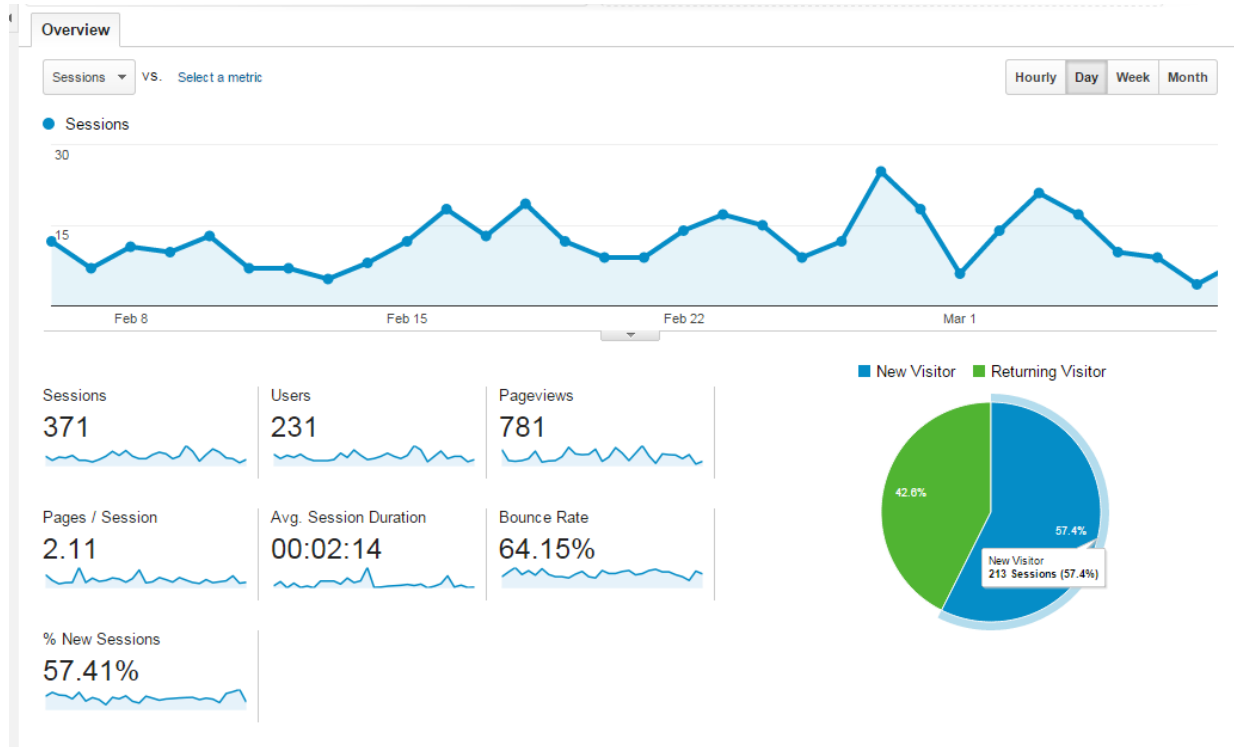 Overview
Sessions VS. Select a metric Hourly Day Week Month
Sessions
30
15
Feb 8 Feb 15 Feb 22 Mar 1
New Visitor Returning Visitor
Sessions Users Pageviews
371 231 781
42.6%
57.4%
Pages / Session Avg. Session Duration Bounce Rate
2.11 00:02:14 64.15%
New Visitor
213 Sessions (57.4%)
% New Sessions
57.41%